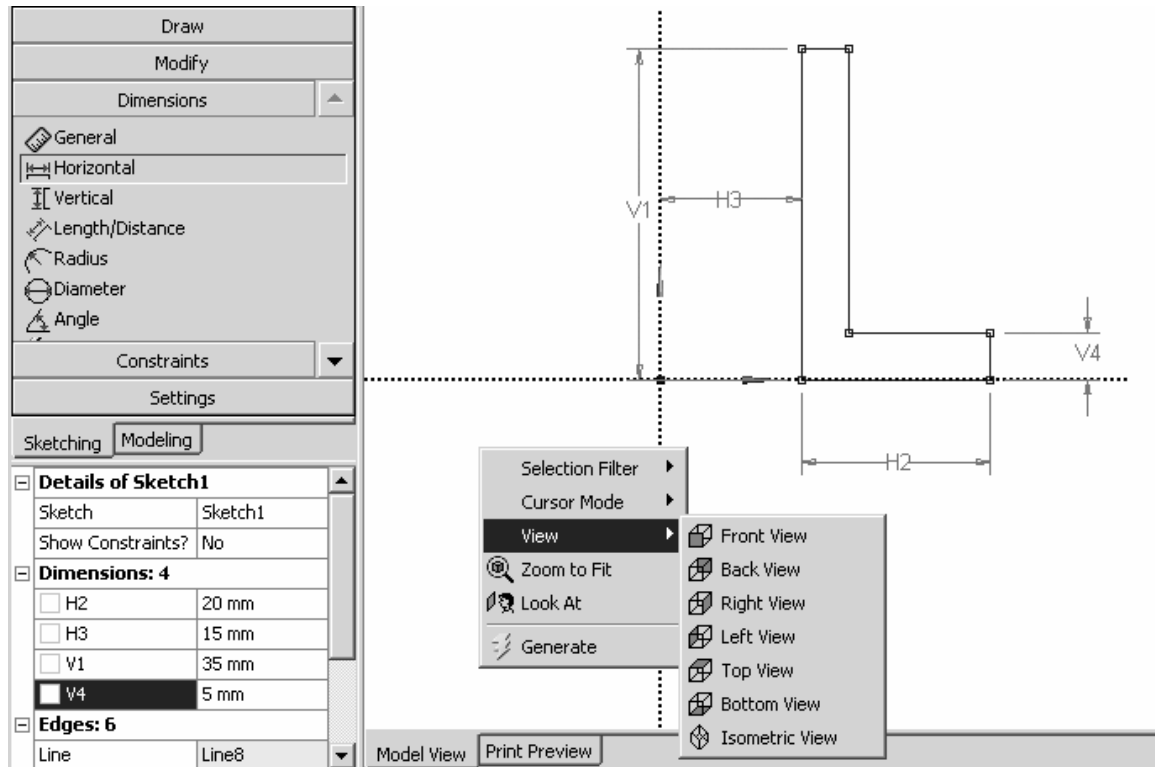 Draw
Modify
Dimensions
General
Horizontal
Vertical
Length/Distance
Radius
Diameter
Angle
Constraints
Settings
Sketching Modeling
Details of Sketch1
Sketch Sketch1
Show Constraints? No
Dimensions: 4
H2 20 mm
H3 15 mm
V1 35 mm
V4 5 mm
Edges: 6
Line Line8
V1
H3
V4
H2
Selection Filter
Cursor Mode
View
Zoom to Fit
Look At
Generate
Front View
Back View
Right View
Left View
Top View
Bottom View
Isometric View
Model View Print Preview